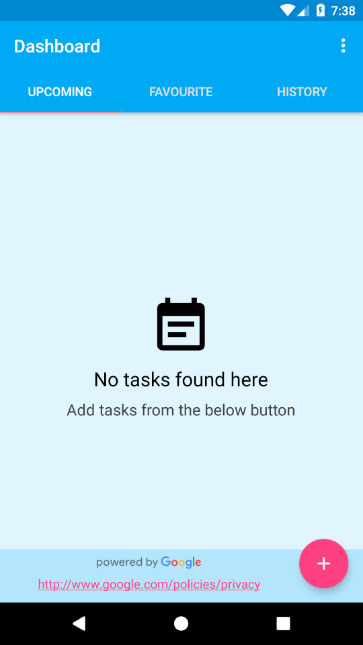 7:38
Dashboard
UPCOMING FAVOURITE HISTORY
No tasks found here
Add tasks from the below button
powered by Google
http://www.google.com/policies/privacy
+